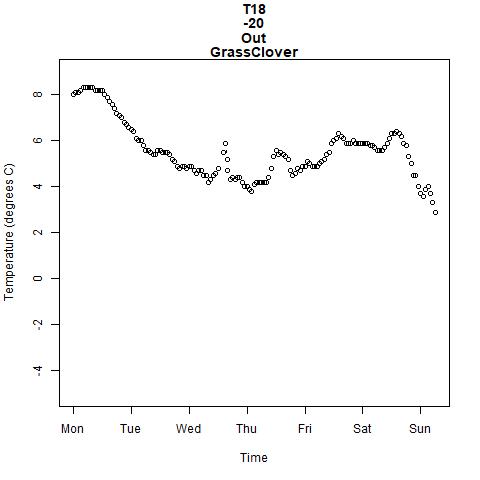 T18
-20
Out
GrassClover
Temperature (degrees C)
8
6
4
2
0
-2
-4
Mon Tue Wed Thu Fri Sat Sun
Time